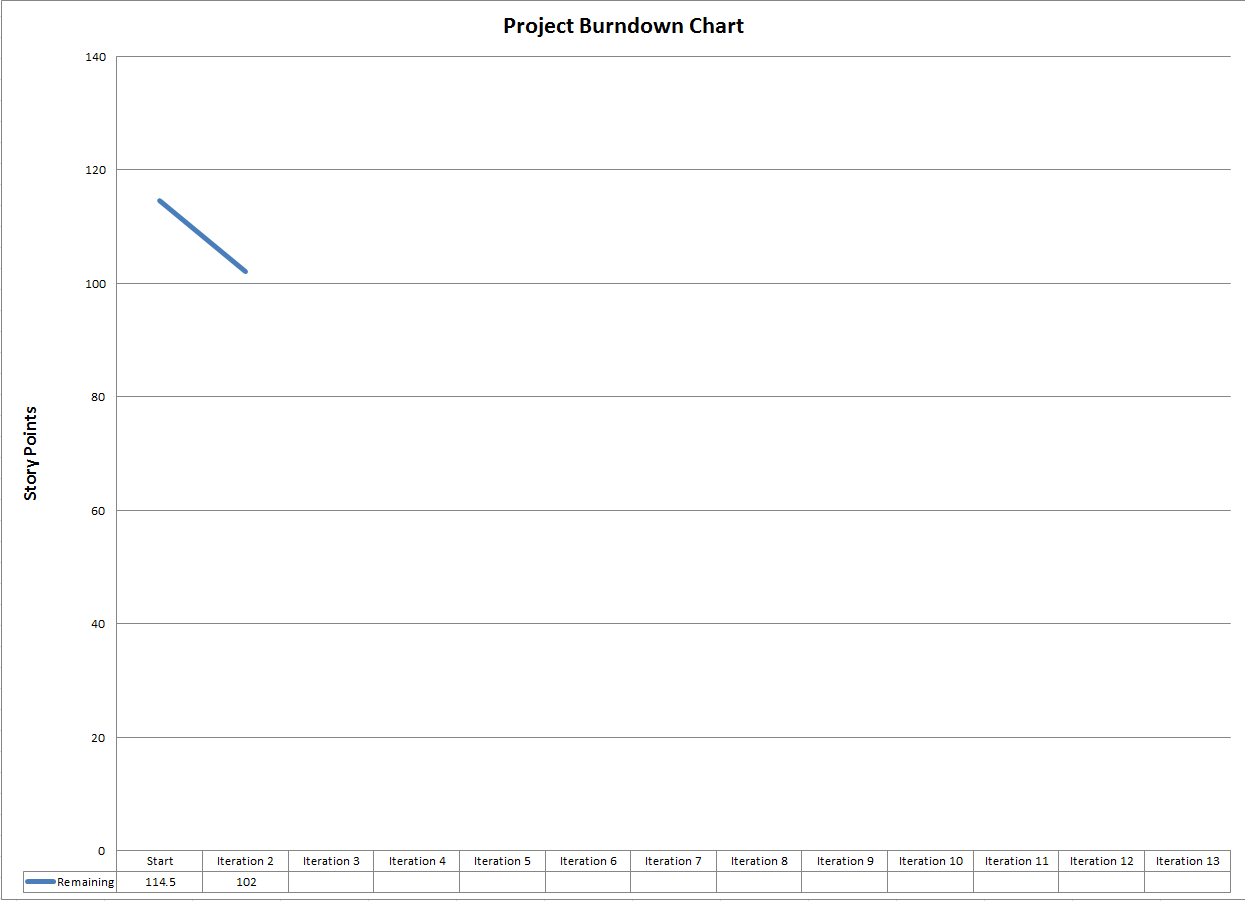 Project Burndown Chart
140
120
100
80
60
40
20
0
Story Points
Start Iteration 2 Iteration 3 Iteration 4 Iteration 5 Iteration 6 Iteration 7 Iteration 8 Iteration 9 Iteration 10 Iteration 11 Iteration 12 Iteration 13
Remaining 114.5 102